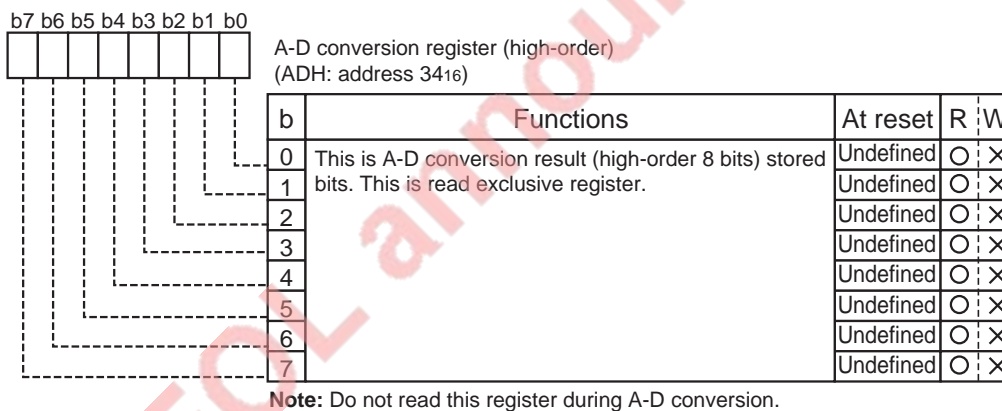 b7 b6 b5 b4 b3 b2 b1 b0
A-D conversion register (high-order)
(ADH: address 3416)
b Functions At reset R W
0 This is A-D conversion result (high-order 8 bits) stored Undefined O ×
1 bits. This is read exclusive register. Undefined O ×
2 Undefined O ×
3 Undefined O ×
4 Undefined O ×
5 Undefined O ×
6 Undefined O ×
7 Undefined O ×
Note: Do not read this register during A-D conversion.